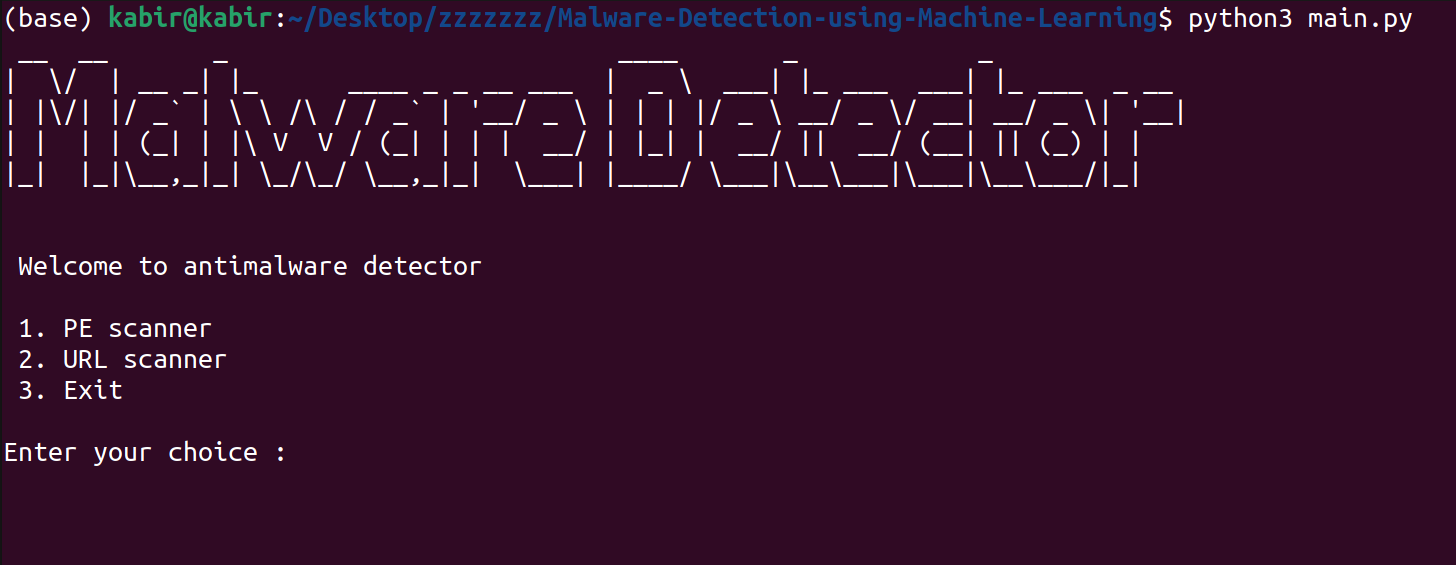 (base) kabir@kabir:~/Desktop/zzzzzzz/Malware-Detection-using-Machine-Learning$ python3 main.py
Malware Detector
Welcome to antimalware detector
1. PE scanner
2. URL scanner
3. Exit
Enter your choice :